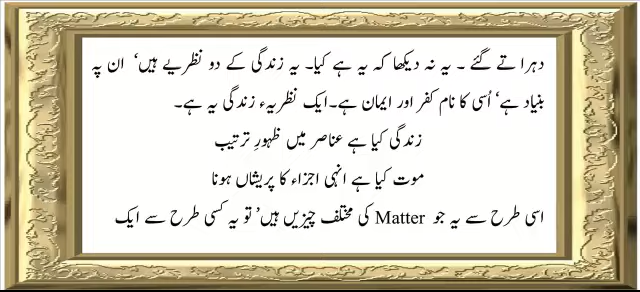 دہراتے گئے ۔ یہ نہ دیکھا کہ یہ ہے کیا۔ یہ زندگی کے دو نظریے ہیں‘ ان پہ
بنیاد ہے‘ اُسی کا نام کفر اور ایمان ہے۔ایک نظریہء زندگی یہ ہے۔
زندگی کیا ہے عناصر میں ظہورِ ترتیب
موت کیا ہے انہی اجزاء کا پریشاں ہونا
اسی طرح سے یہ جو Matter کی مختلف چیزیں ہیں’ تو یہ کسی طرح سے ایک